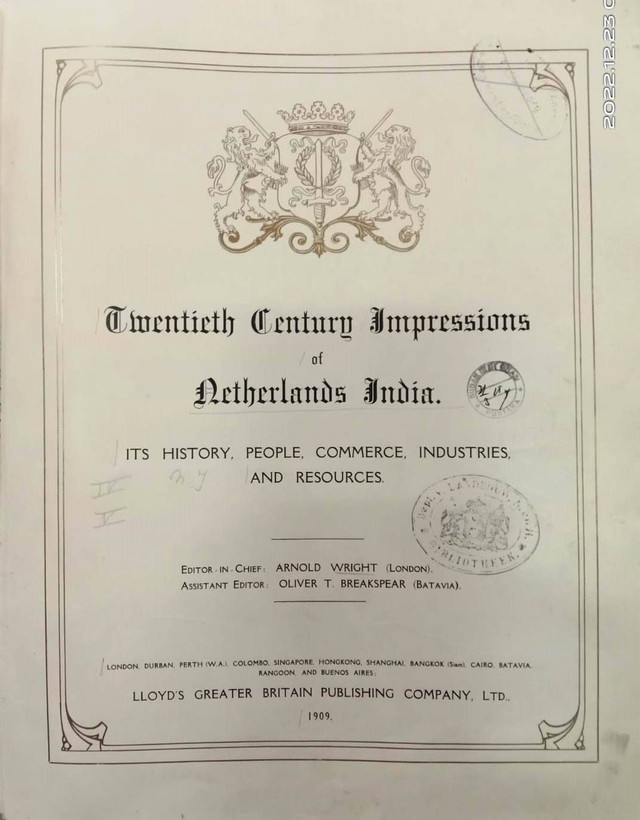 2022.12.23
Twentieth Century Impressions
of
Netherlands India.
ITS HISTORY, PEOPLE, COMMERCE, INDUSTRIES,
AND RESOURCES.
IV
V
BIBLIOTHEEK
EDITOR-IN-CHIEF: ARNOLD WRIGHT (LONDON).
ASSISTANT EDITOR: OLIVER T. BREAKSPEAR (BATAVIA).
LONDON, DURBAN, PERTH (W.A.), COLOMBO, SINGAPORE, HONGKONG, SHANGHAI, BANGKOK (Siam), CAIRO, BATAVIA,
RANGOON, AND BUENOS AIRES:
LLOYD'S GREATER BRITAIN PUBLISHING COMPANY, LTD.,
1909.